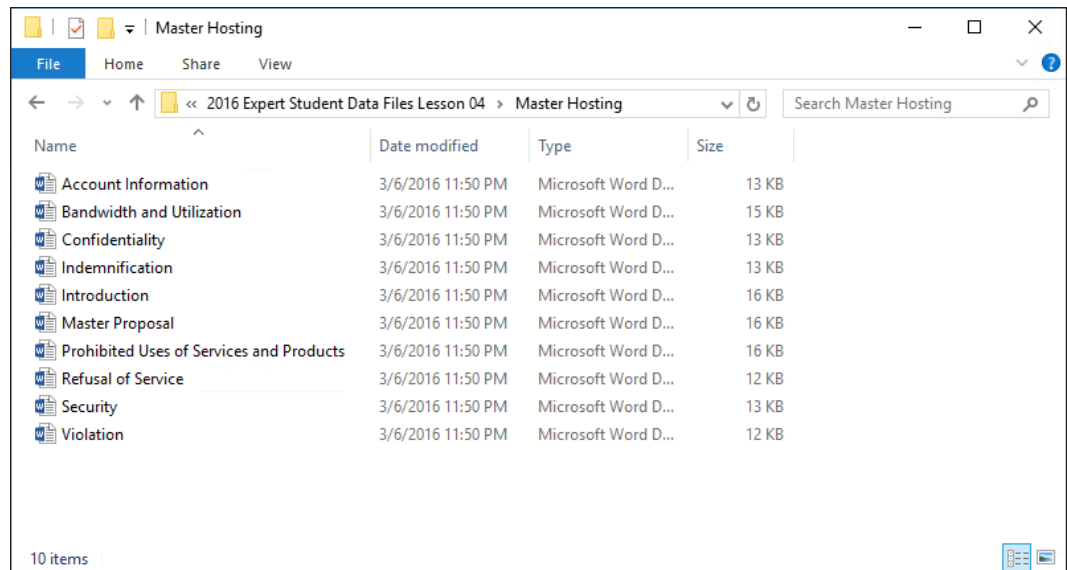 Master Hosting
File Home Share View
« 2016 Expert Student Data Files Lesson 04 > Master Hosting Search Master Hosting
Name Date modified Type Size
Account Information 3/6/2016 11:50 PM Microsoft Word D... 13 KB
Bandwidth and Utilization 3/6/2016 11:50 PM Microsoft Word D... 15 KB
Confidentiality 3/6/2016 11:50 PM Microsoft Word D... 13 KB
Indemnification 3/6/2016 11:50 PM Microsoft Word D... 13 KB
Introduction 3/6/2016 11:50 PM Microsoft Word D... 16 KB
Master Proposal 3/6/2016 11:50 PM Microsoft Word D... 16 KB
Prohibited Uses of Services and Products 3/6/2016 11:50 PM Microsoft Word D... 16 KB
Refusal of Service 3/6/2016 11:50 PM Microsoft Word D... 12 KB
Security 3/6/2016 11:50 PM Microsoft Word D... 13 KB
Violation 3/6/2016 11:50 PM Microsoft Word D... 12 KB
10 items